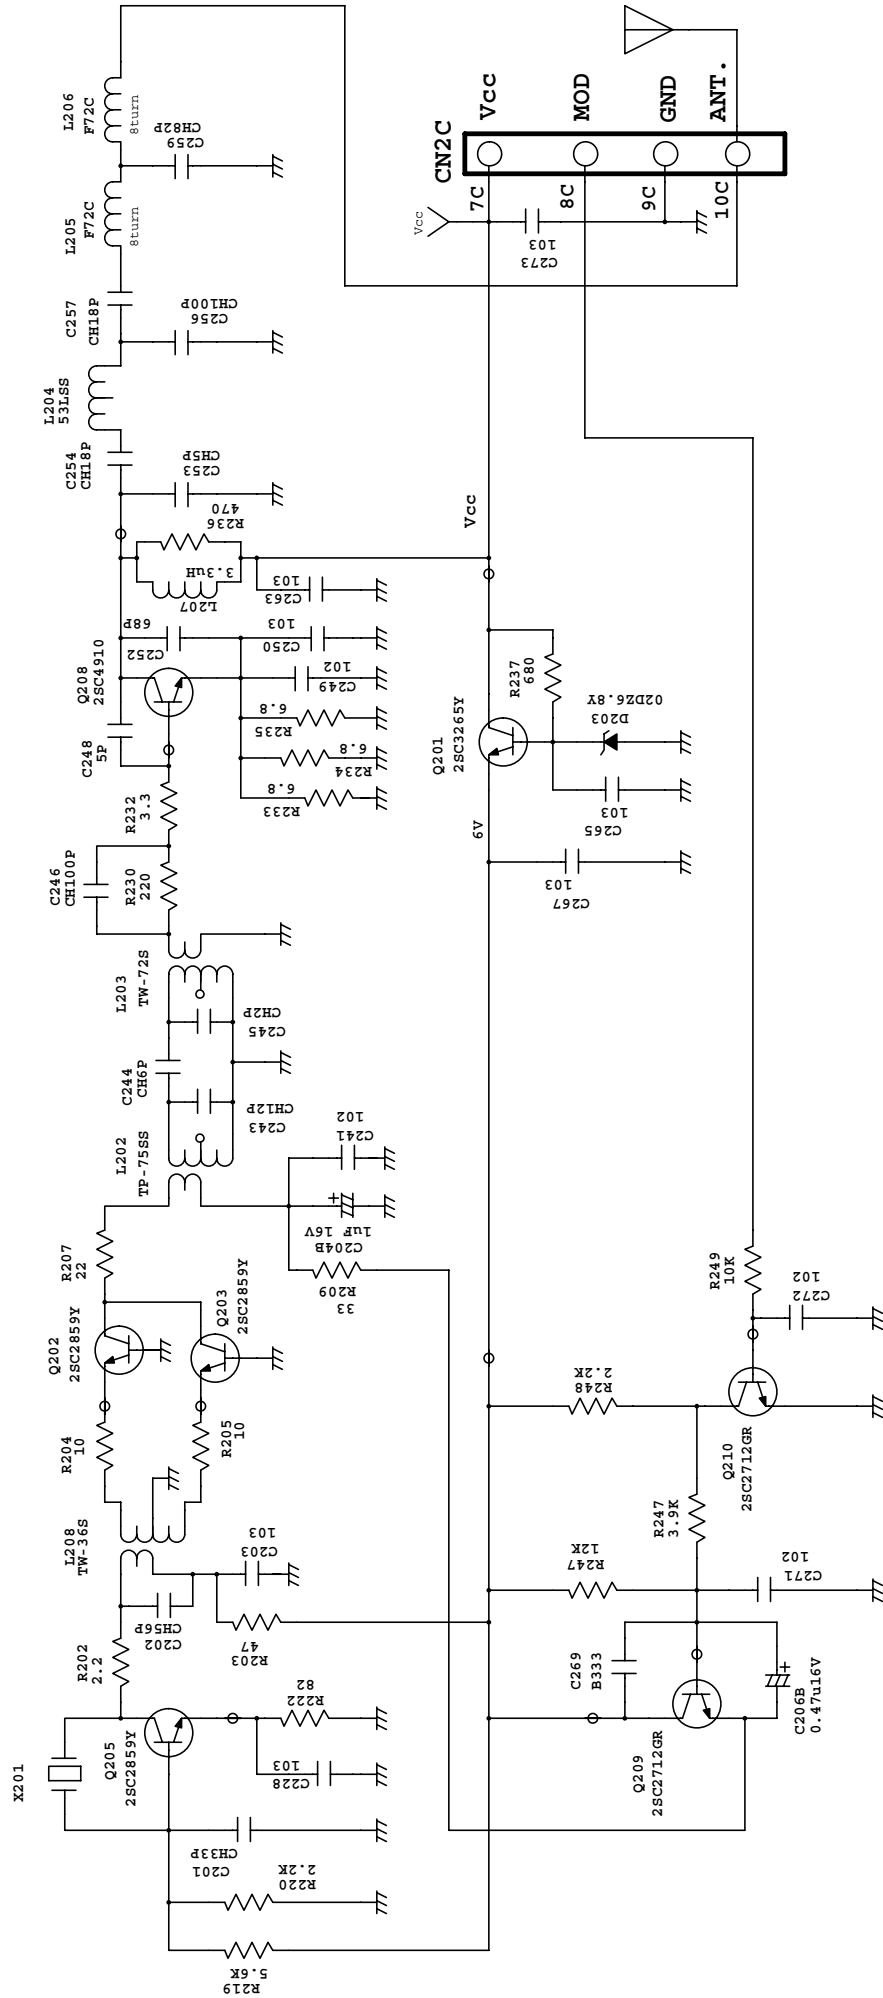 L206
F72C
8turn
CH82P
C259
L205
F72C
8turn
C257
CH18P
CH100P
C256
L204
53LSS
C254
CH18P
CH5P
C253
470
R236
3.3uH
L207
103
C263
68P
C252
103
C250
102
C249
Q208
2SC4910
C248
5P
6.8
R235
6.8
R234
6.8
R233
R232
3.3
C246
CH100P
R230
220
L203
TW-72S
CH2P
C245
C244
CH6P
CH12P
C243
L202
TP-75SS
102
C241
+
1uF 16V
C204B
R209
33
R207
22
Q202
2SC2859Y
Q203
2SC2859Y
R204
10
R205
10
L208
TW-36S
103
C203
CH56P
C202
47
R203
R202
2.2
X201
Q205
2SC2859Y
82
R222
103
C228
CH33P
C201
2.2K
R220
5.6K
R219
CN2C
Vcc
MOD
GND
ANT.
7C
8C
9C
10C
Vcc
103
C273
Vcc
R237
680
Q201
2SC3265Y
02DZ6.8Y
D203
103
C265
6V
103
C267
R249
10K
102
C272
2.2K
R248
Q210
2SC2712GR
R247
3.9K
12K
R247
102
C271
C269
B333
Q209
2SC2712GR
+
C206B
0.47u16V